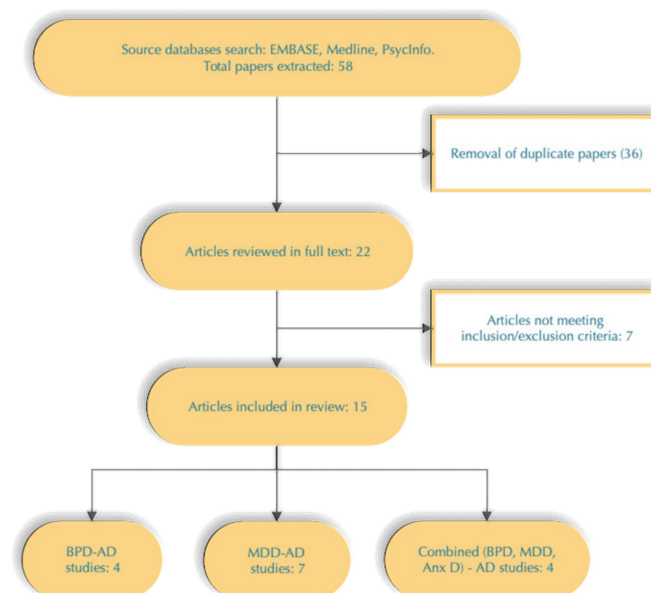 Source databases search: EMBASE, Medline, PsycInfo.
Total papers extracted: 58
Removal of duplicate papers (36)
Articles reviewed in full text: 22
Articles not meeting
inclusion/exclusion criteria: 7
Articles included in review: 15
BPD-AD
studies: 4
MDD-AD
studies: 7
Combined (BPD, MDD,
Anx D) - AD studies: 4